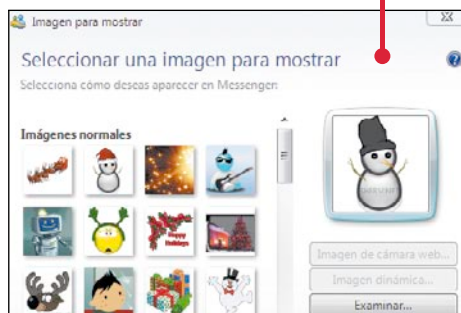 Imagen para mostrar
Seleccionar una imagen para mostrar
Selecciona cómo deseas aparecer en Messenger:
Imágenes normales
Happy
Holidays
Imagen de cámara web...
Imagen dinámica...
Examinar...